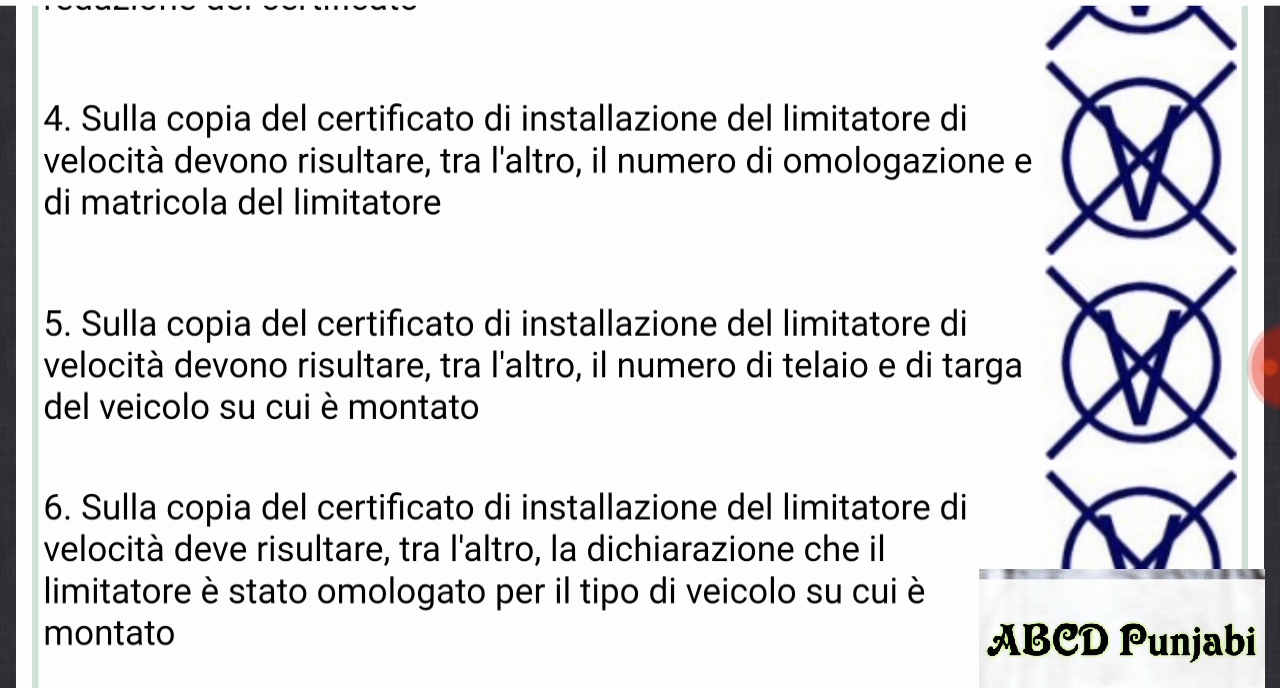 redazione del certificato
4. Sulla copia del certificato di installazione del limitatore di
velocità devono risultare, tra l'altro, il numero di omologazione e
di matricola del limitatore
V
5. Sulla copia del certificato di installazione del limitatore di
velocità devono risultare, tra l'altro, il numero di telaio e di targa
del veicolo su cui è montato
V
6. Sulla copia del certificato di installazione del limitatore di
velocità deve risultare, tra l'altro, la dichiarazione che il
limitatore è stato omologato per il tipo di veicolo su cui è
montato
V
ABCD Punjabi